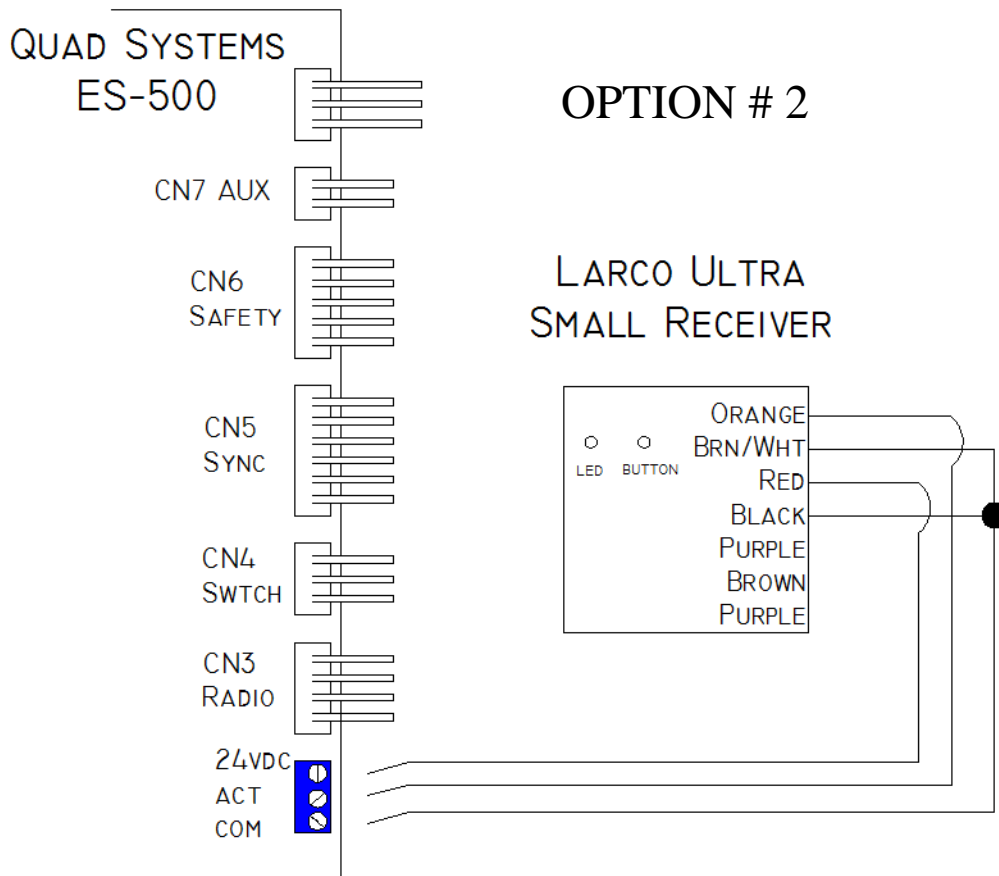 QUAD SYSTEMS
ES-500
OPTION # 2
CN7 AUX
CN6
SAFETY
LARCO ULTRA
SMALL RECEIVER
CN5
SYNC
LED
BUTTON
ORANGE
BRN/WHT
RED
BLACK
PURPLE
BROWN
PURPLE
CN4
SWTCH
CN3
RADIO
24VDC
ACT
COM